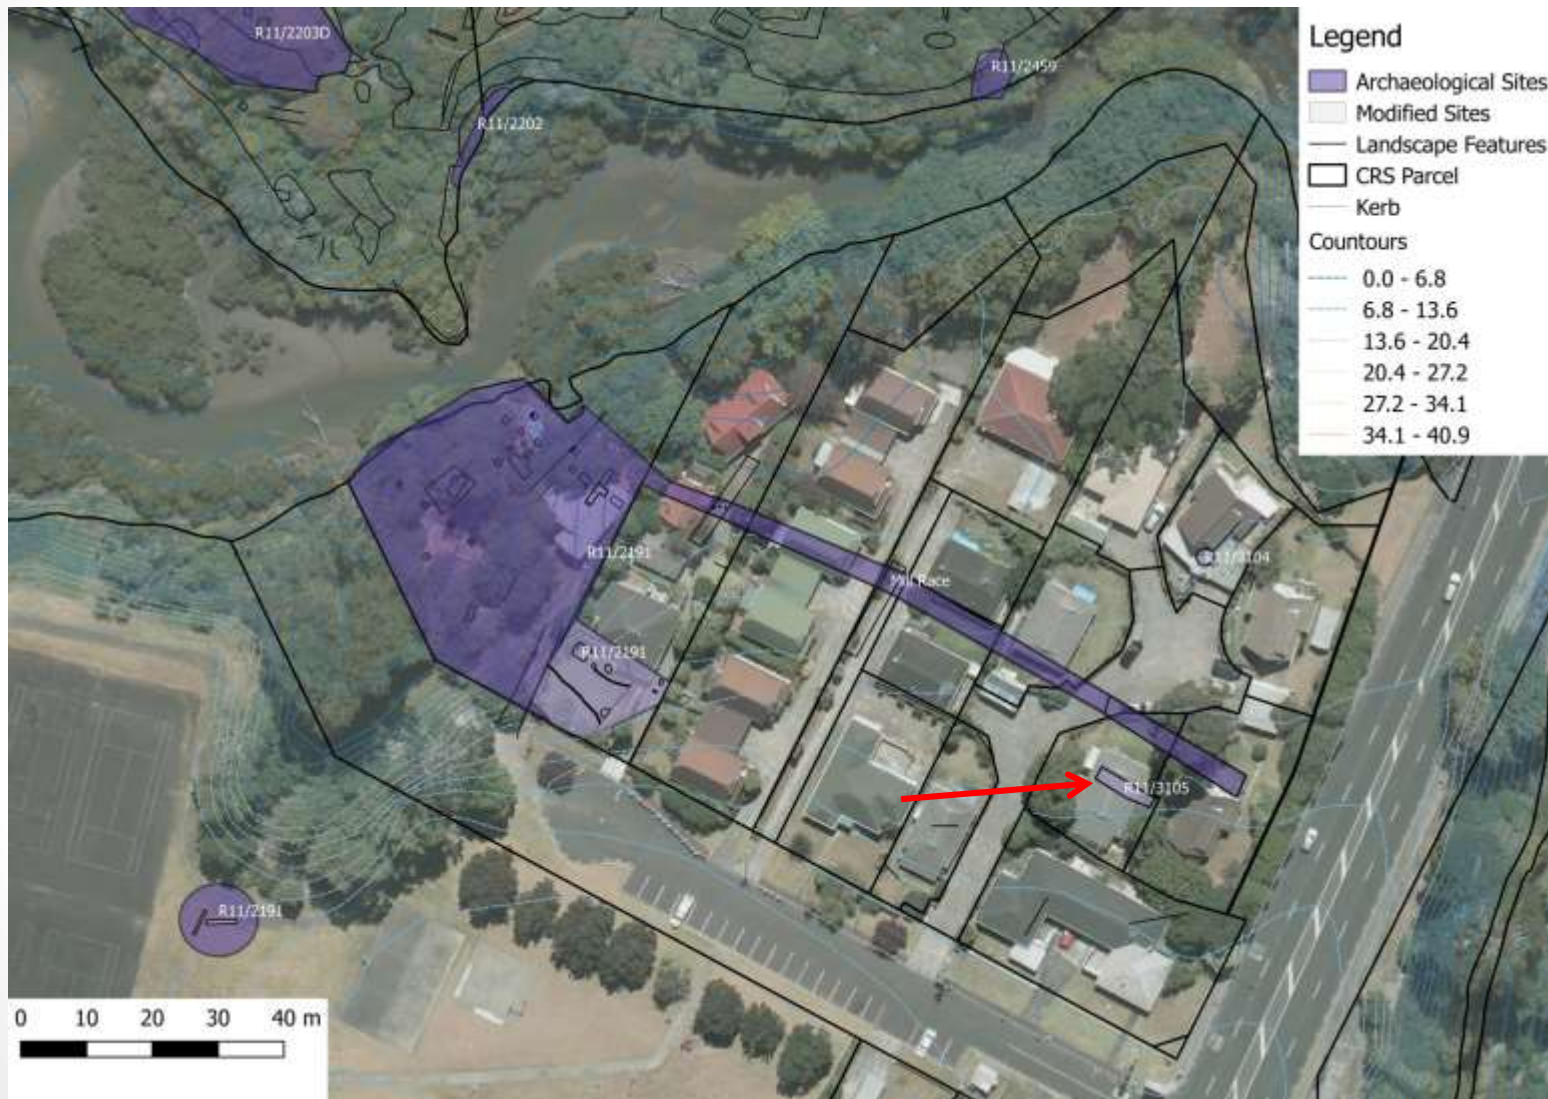 R11/2203D
R11/2459
R11/2202
Legend
Archaeological Sites
Modified Sites
Landscape Features
CRS Parcel
Kerb
Countours
0.0 - 6.8
6.8 - 13.6
13.6 - 20.4
20.4 - 27.2
27.2 - 34.1
34.1 - 40.9
R11/2191
R11/3104
Mill Race
R11/2191
R11/3105
R11/2191
0 10 20 30 40 m